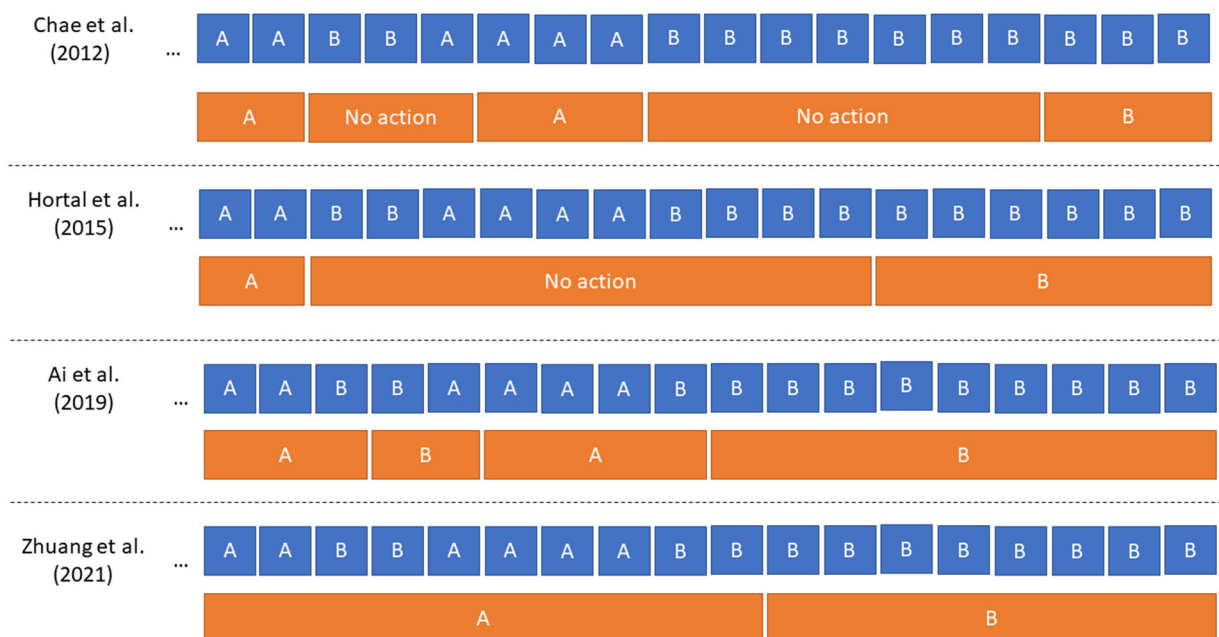 Chae et al.
(2012)
... A A B B A A A A B B B B B B B B B B
A No action A No action B
Hortal et al.
(2015)
... A A B B A A A A B B B B B B B B B B
A No action B
Ai et al.
(2019)
... A A B B A A A A B B B B B B B B B B
A B A B
Zhuang et al.
(2021)
... A A B B A A A A B B B B B B B B B B
A B